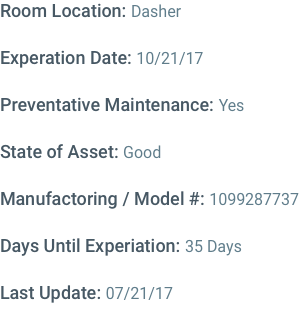 Room Location: Dasher
Experation Date: 10/21/17
Preventative Maintenance: Yes
State of Asset: Good
Manufactoring / Model #: 1099287737
Days Until Experiation: 35 Days
Last Update: 07/21/17